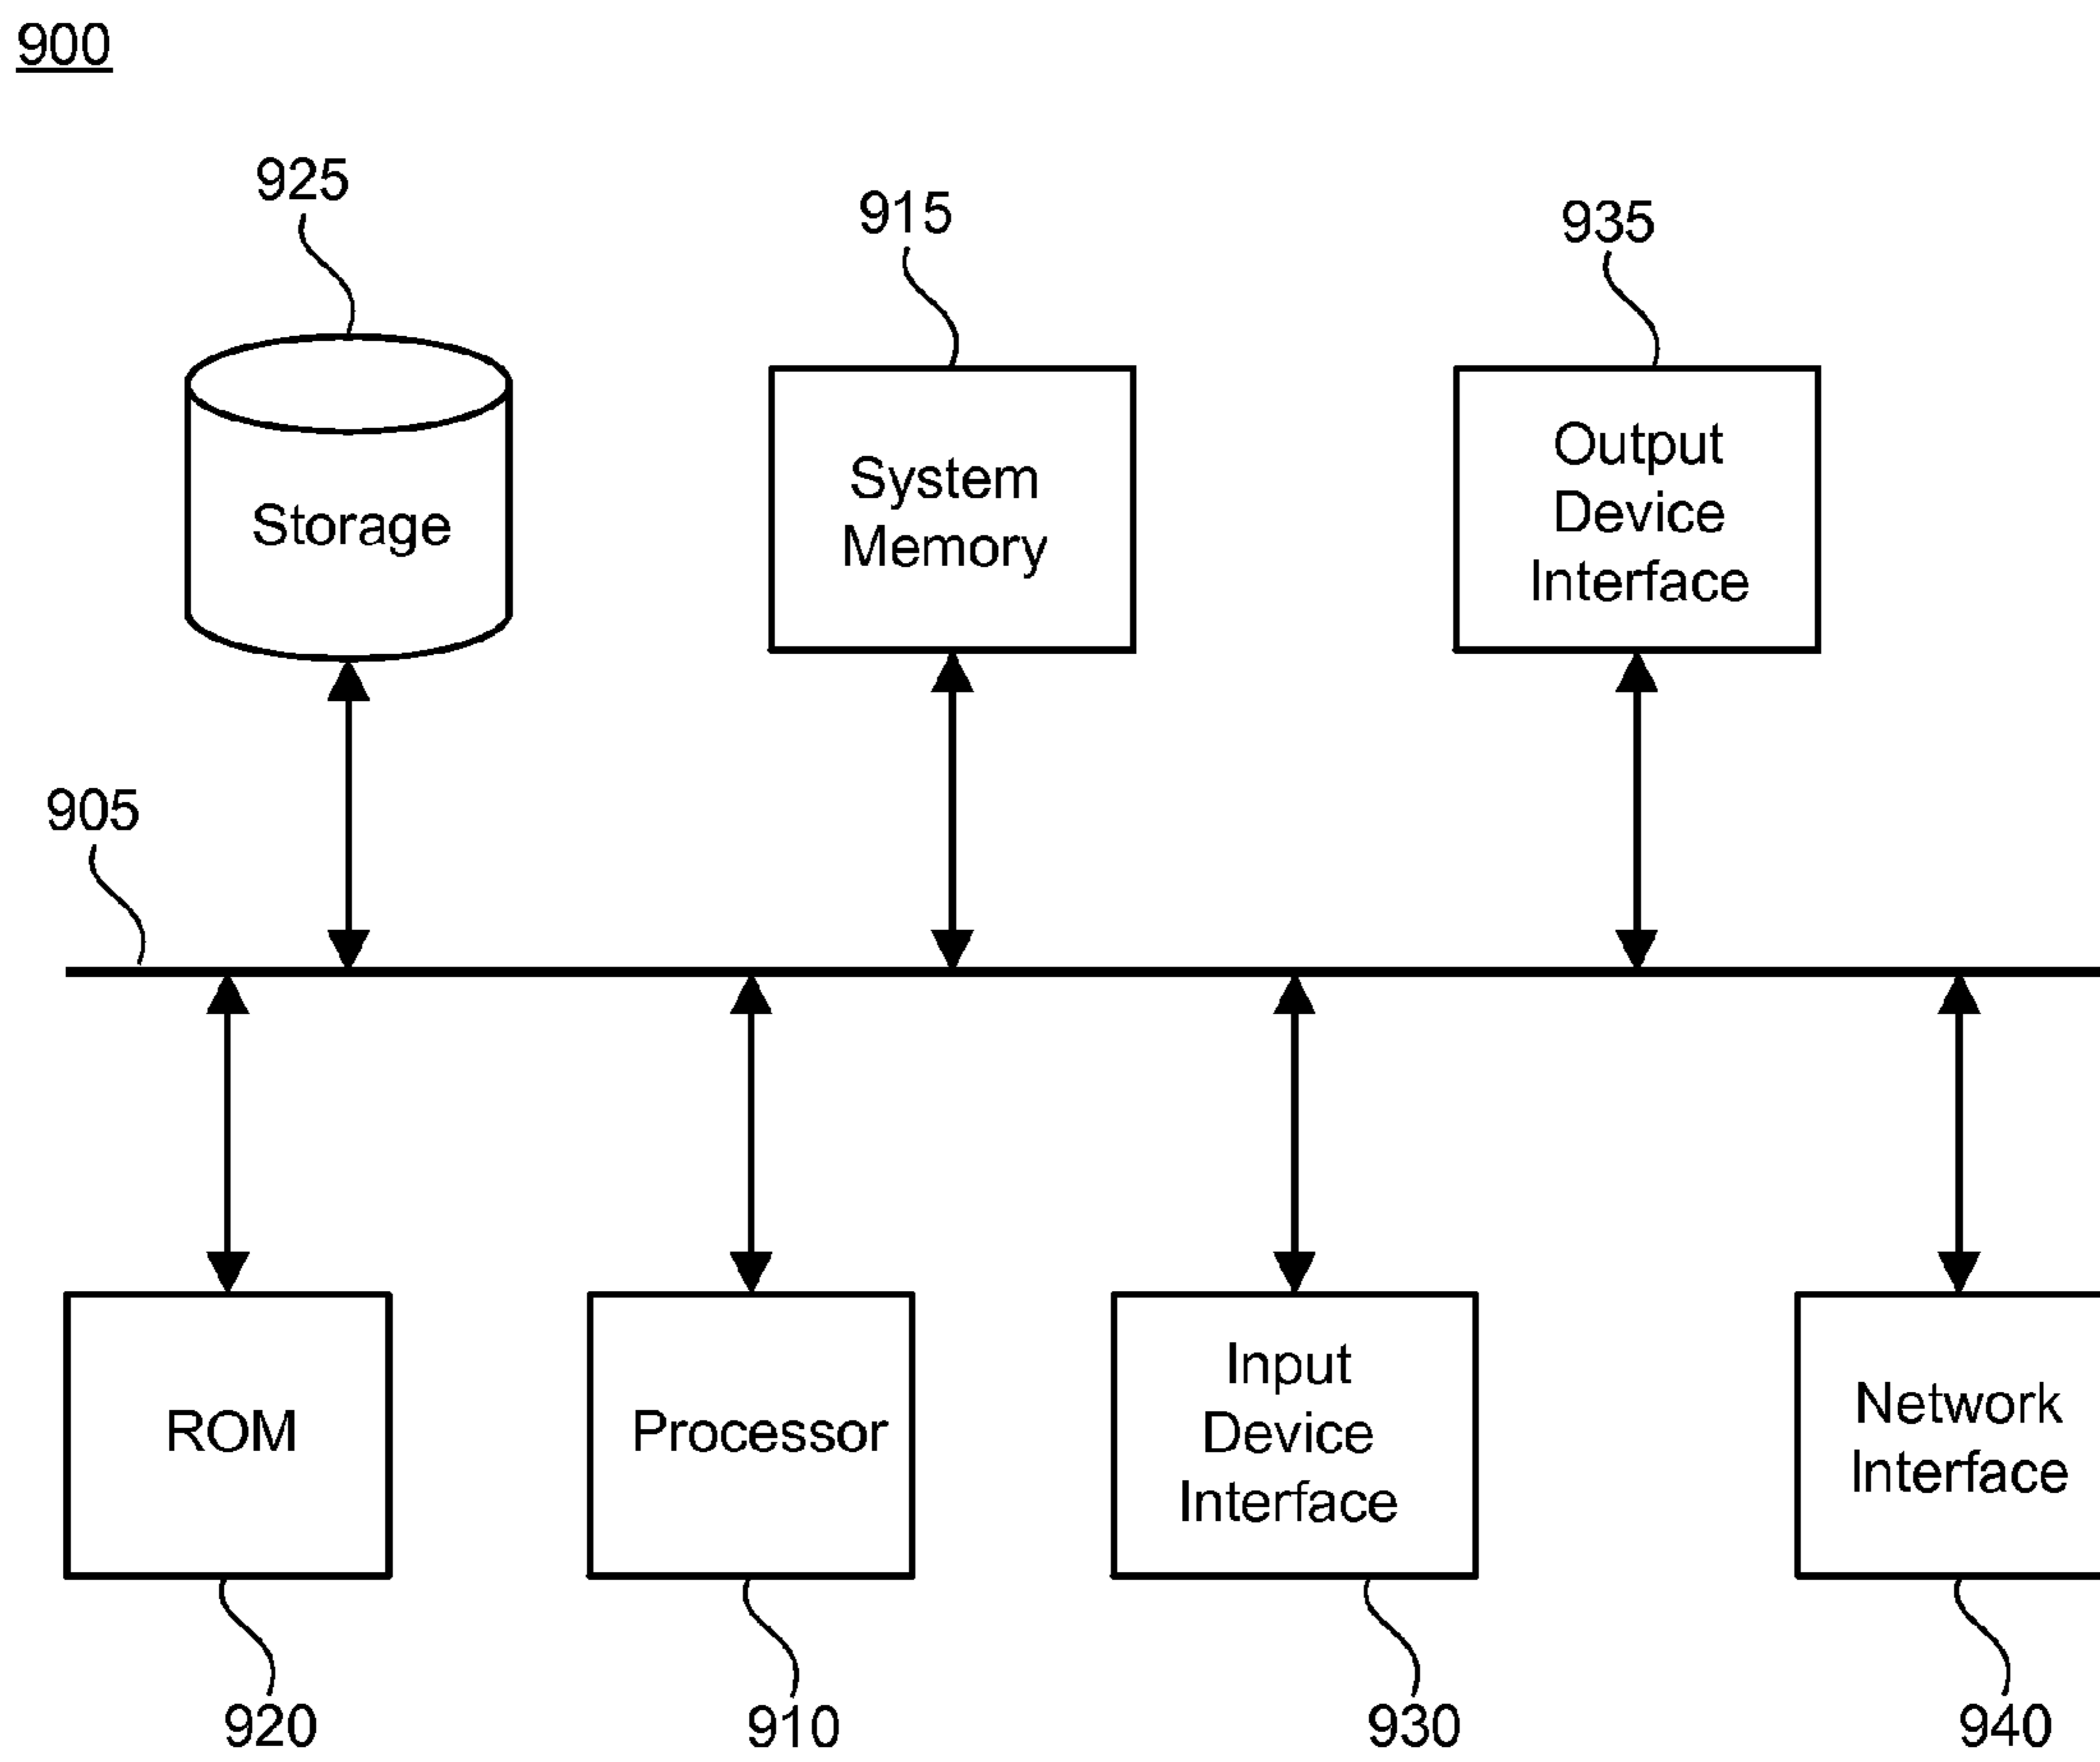 900
925
915
935
Storage
System
Memory
Output
Device
Interface
905
ROM
Processor
Input
Device
Interface
Network
Interface
920
910
930
940